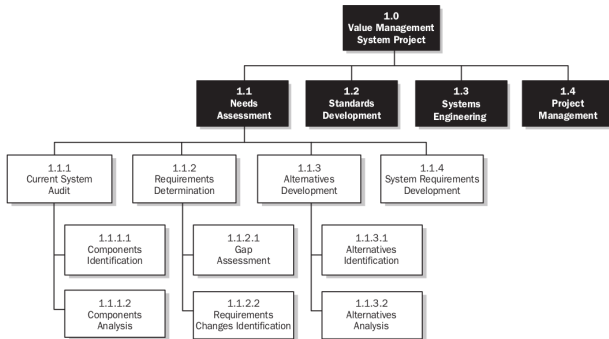 1.0
Value Management
System Project
1.1
Needs
Assessment
1.2
Standards
Development
1.3
Systems
Engineering
1.4
Project
Management
1.1.1
Current System
Audit
1.1.2
Requirements
Determination
1.1.3
Alternatives
Development
1.1.4
System Requirements
Development
1.1.1.1
Components
Identification
1.1.2.1
Gap
Assessment
1.1.3.1
Alternatives
Identification
1.1.1.2
Components
Analysis
1.1.2.2
Requirements
Changes Identification
1.1.3.2
Alternatives
Analysis